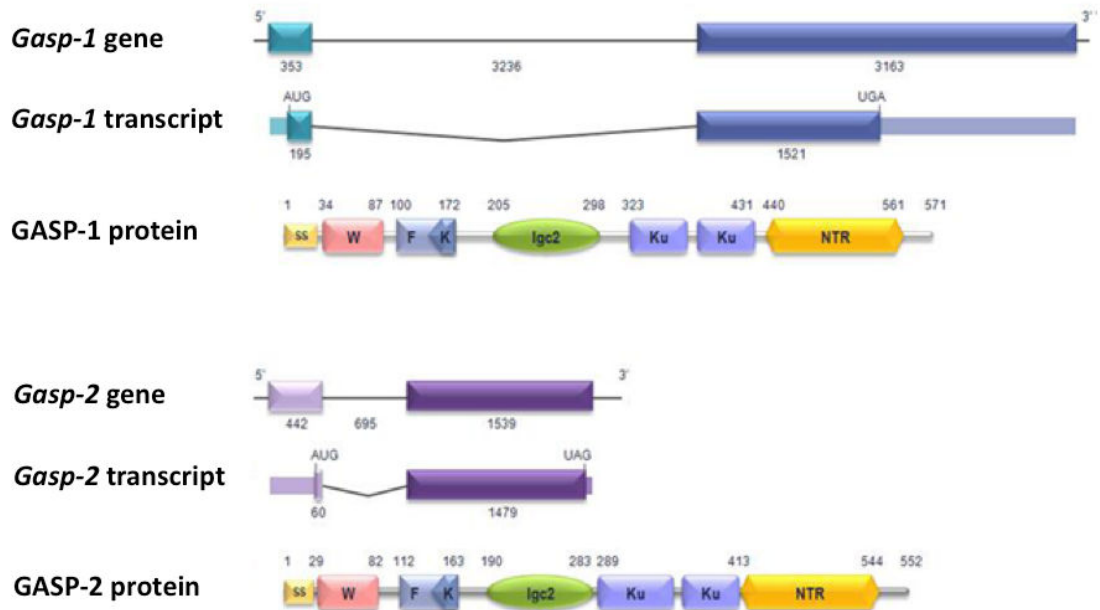 5' 3''
Gasp-1 gene
353 3236 3163
AUG UGA
Gasp-1 transcript
195 1521
1 34 87 100 172 205 298 323 431 440 561 571
GASP-1 protein
ss W F K Igc2 Ku Ku NTR
5' 3'
Gasp-2 gene
442 695 1539
AUG UAG
Gasp-2 transcript
60 1479
1 29 82 112 163 190 283 289 413 544 552
GASP-2 protein
ss W F K Igc2 Ku Ku NTR